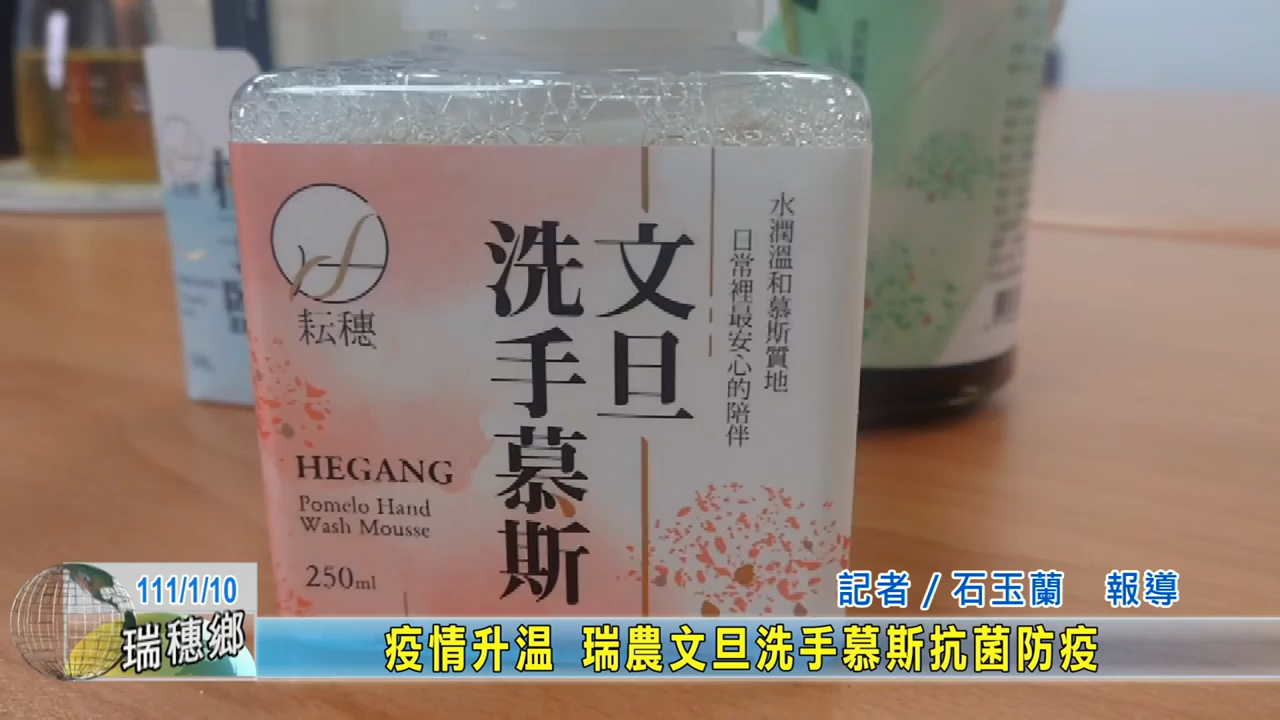 耘穗
文旦
洗手慕斯
水潤溫和慕斯質地
日常裡最安心的陪伴
HEGANG
Pomelo Hand
Wash Mousse
250ml
111/1/10
瑞穗鄉
記者/石玉蘭 報導
疫情升温 瑞農文旦洗手慕斯抗菌防疫